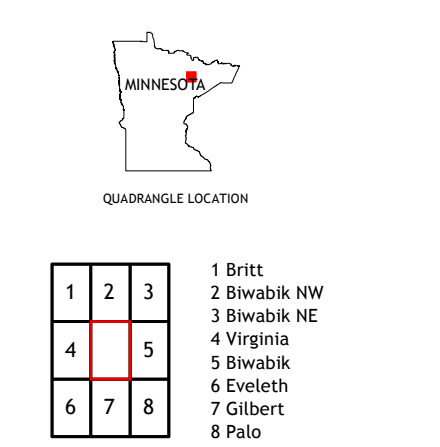 MINNESOTA
QUADRANGLE LOCATION
1 2 3
4 5
6 7 8
1 Britt
2 Biwabik NW
3 Biwabik NE
4 Virginia
5 Biwabik
6 Eveleth
7 Gilbert
8 Palo